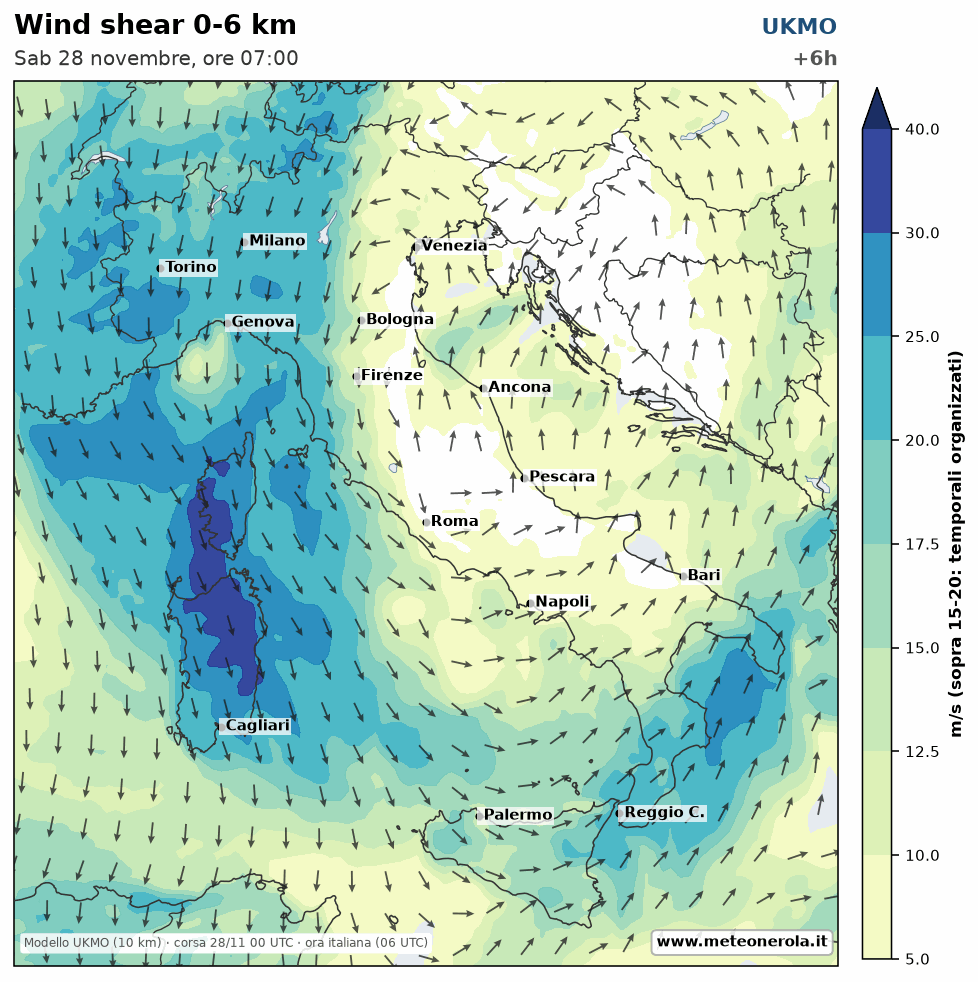 Wind shear 0-6 km
UKMO
Sab 28 novembre, ore 07:00
+6h
40.0
30.0
25.0
20.0
17.5
15.0
12.5
10.0
5.0
m/s (sopra 15-20: temporali organizzati)
Milano
Venezia
Torino
Genova
Bologna
Firenze
Ancona
Pescara
Roma
Bari
Napoli
Cagliari
Palermo
Reggio C.
Modello UKMO (10 km) · corsa 28/11 00 UTC · ora italiana (06 UTC)
www.meteonerola.it